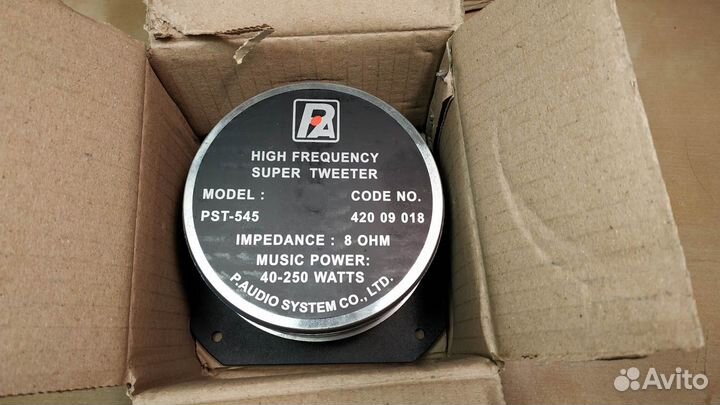 PA
HIGH FREQUENCY
SUPER TWEETER
MODEL : CODE NO.
PST-545 420 09 018
IMPEDANCE : 8 OHM
MUSIC POWER:
40-250 WATTS
P.AUDIO SYSTEM CO., LTD.
Avito